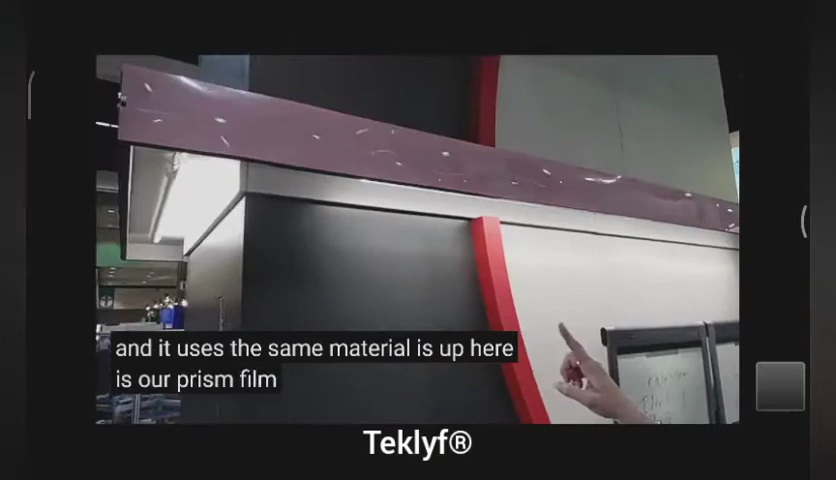 and it uses the same material is up here
is our prism film
Teklyf®